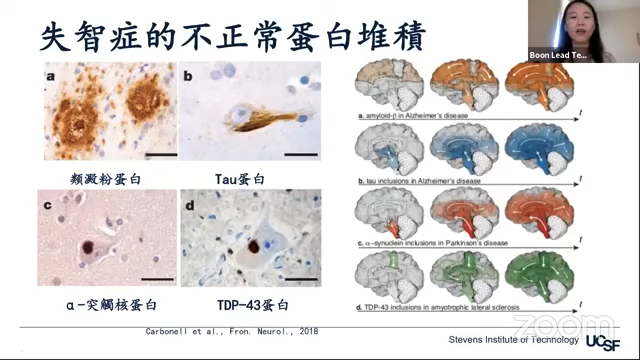 失智症的不正常蛋白堆積
Boon Lead Te...
a
b
類澱粉蛋白
Tau蛋白
c
d
α-突觸核蛋白
TDP-43蛋白
t
a. amyloid-β in Alzheimer's disease
t
b. tau inclusions in Alzheimer's disease
t
c. α-synuclein inclusions in Parkinson's disease
t
d. TDP-43 inclusions in amyotrophic lateral sclerosis
Carbonell et al., Fron. Neurol., 2018
zoom
Stevens Institute of Technology
UCSF